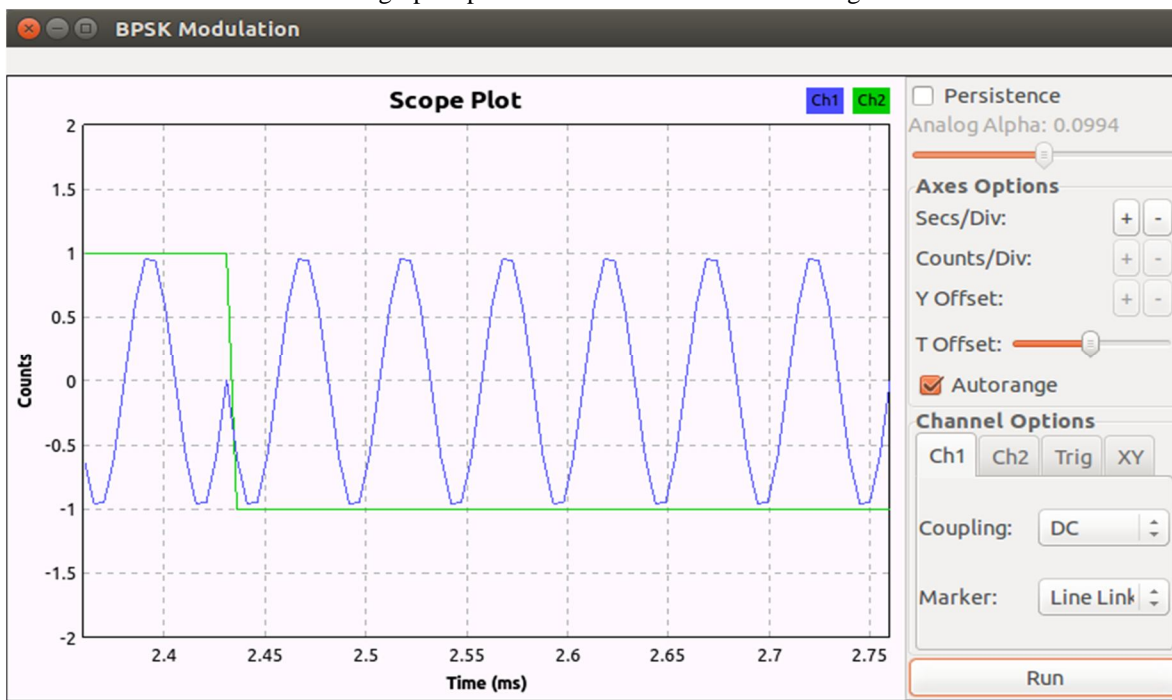 BPSK Modulation
Scope Plot
Ch1 Ch2
2
1.5
1
0.5
0
-0.5
-1
-1.5
-2
Counts
2.4 2.45 2.5 2.55 2.6 2.65 2.7 2.75
Time (ms)
Persistence
Analog Alpha: 0.0994
Axes Options
Secs/Div: + -
Counts/Div: + -
Y Offset: + -
T Offset:
Autorange
Channel Options
Ch1 Ch2 Trig XY
Coupling: DC
Marker: Line Link
Run